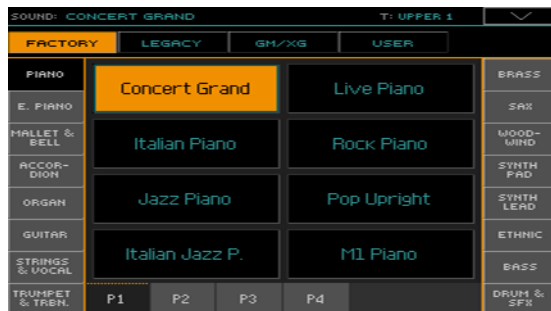 SOUND: CONCERT GRAND T: UPPER 1
FACTORY LEGACY GM/XG USER
PIANO
E. PIANO
MALLET &
BELL
ACCOR-
DION
ORGAN
GUITAR
STRINGS
& VOCAL
TRUMPET
& TRBN.
Concert Grand Live Piano
Italian Piano Rock Piano
Jazz Piano Pop Upright
Italian Jazz P. M1 Piano
BRASS
SAX
WOOD-
WIND
SYNTH
PAD
SYNTH
LEAD
ETHNIC
BASS
DRUM &
SFX
P1 P2 P3 P4